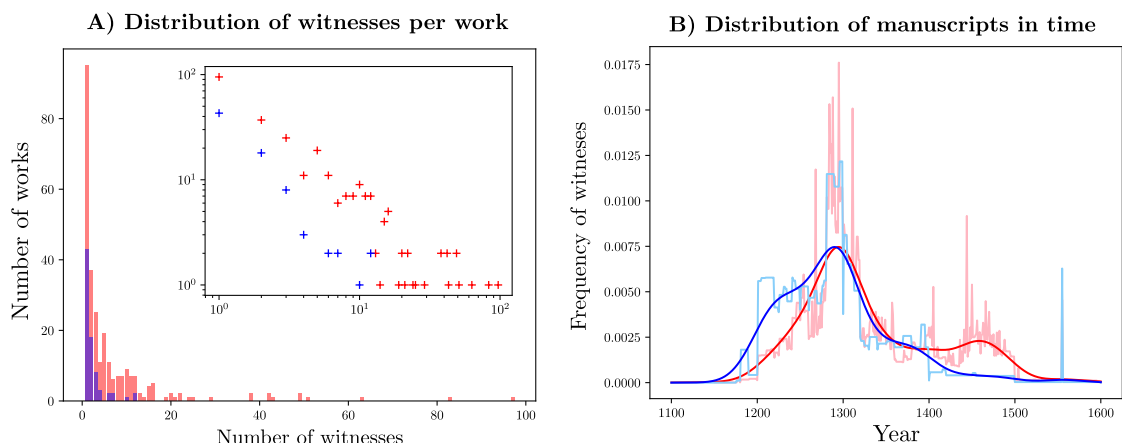 A) Distribution of witnesses per work
Number of works
80
60
40
20
0
0 20 40 60 80 100
Number of witnesses
10²
10¹
10⁰
10⁰ 10¹ 10²
B) Distribution of manuscripts in time
Frequency of witneses
0.0175
0.0150
0.0125
0.0100
0.0075
0.0050
0.0025
0.0000
1100 1200 1300 1400 1500 1600
Year